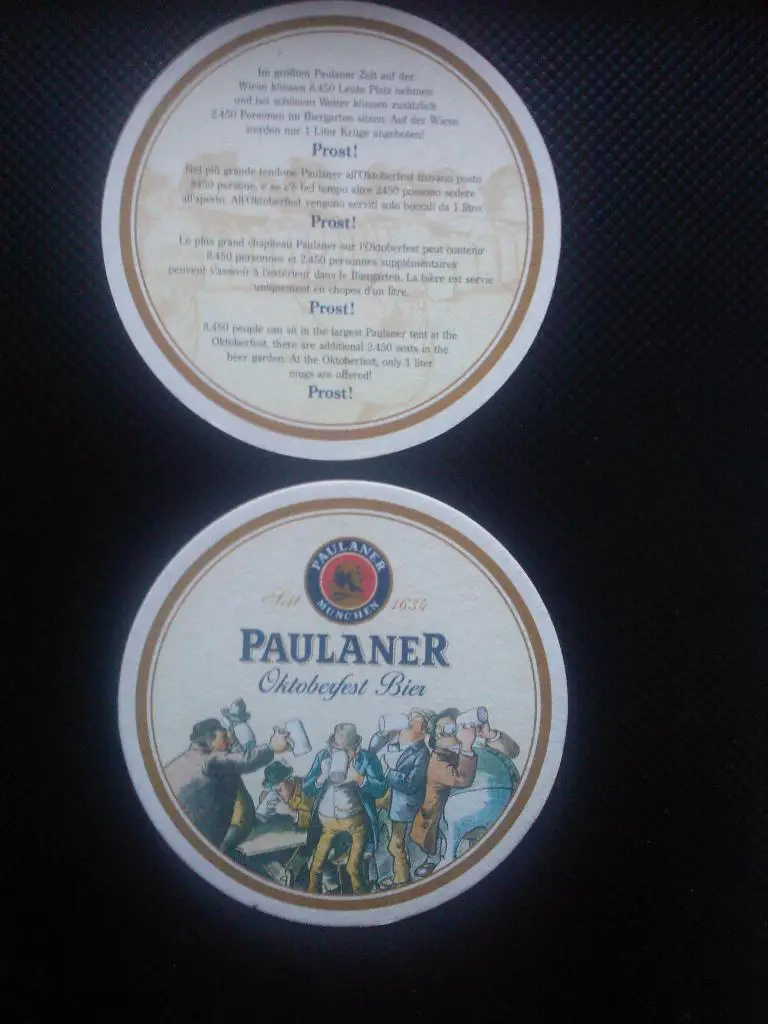 Im größten Paulaner Zelt auf der
Wiesn können 8.450 Leute Platz nehmen
und bei schönem Wetter können zusätzlich
2.450 Personen im Biergarten sitzen. Auf der Wiesn
werden nur 1 Liter Krüge angeboten!
Prost!
Nel più grande tendone Paulaner all'Oktoberfest trovano posto
8450 persone, e se c'è bel tempo altre 2450 possono sedere
all'aperto. All'Oktoberfest vengono serviti solo boccali da 1 litro.
Prost!
Le plus grand chapiteau Paulaner sur l'Oktoberfest peut contenir
8.450 personnes et 2.450 personnes supplémentaires
peuvent s'asseoir à l'extérieur dans le Biergarten. La bière est servie
uniquement en chopes d'un litre.
Prost!
8.450 people can sit in the largest Paulaner tent at the
Oktoberfest, there are additional 2.450 seats in the
beer garden. At the Oktoberfest, only 1 liter
mugs are offered!
Prost!
PAULANER
MÜNCHEN
Seit 1634
PAULANER
Oktoberfest Bier